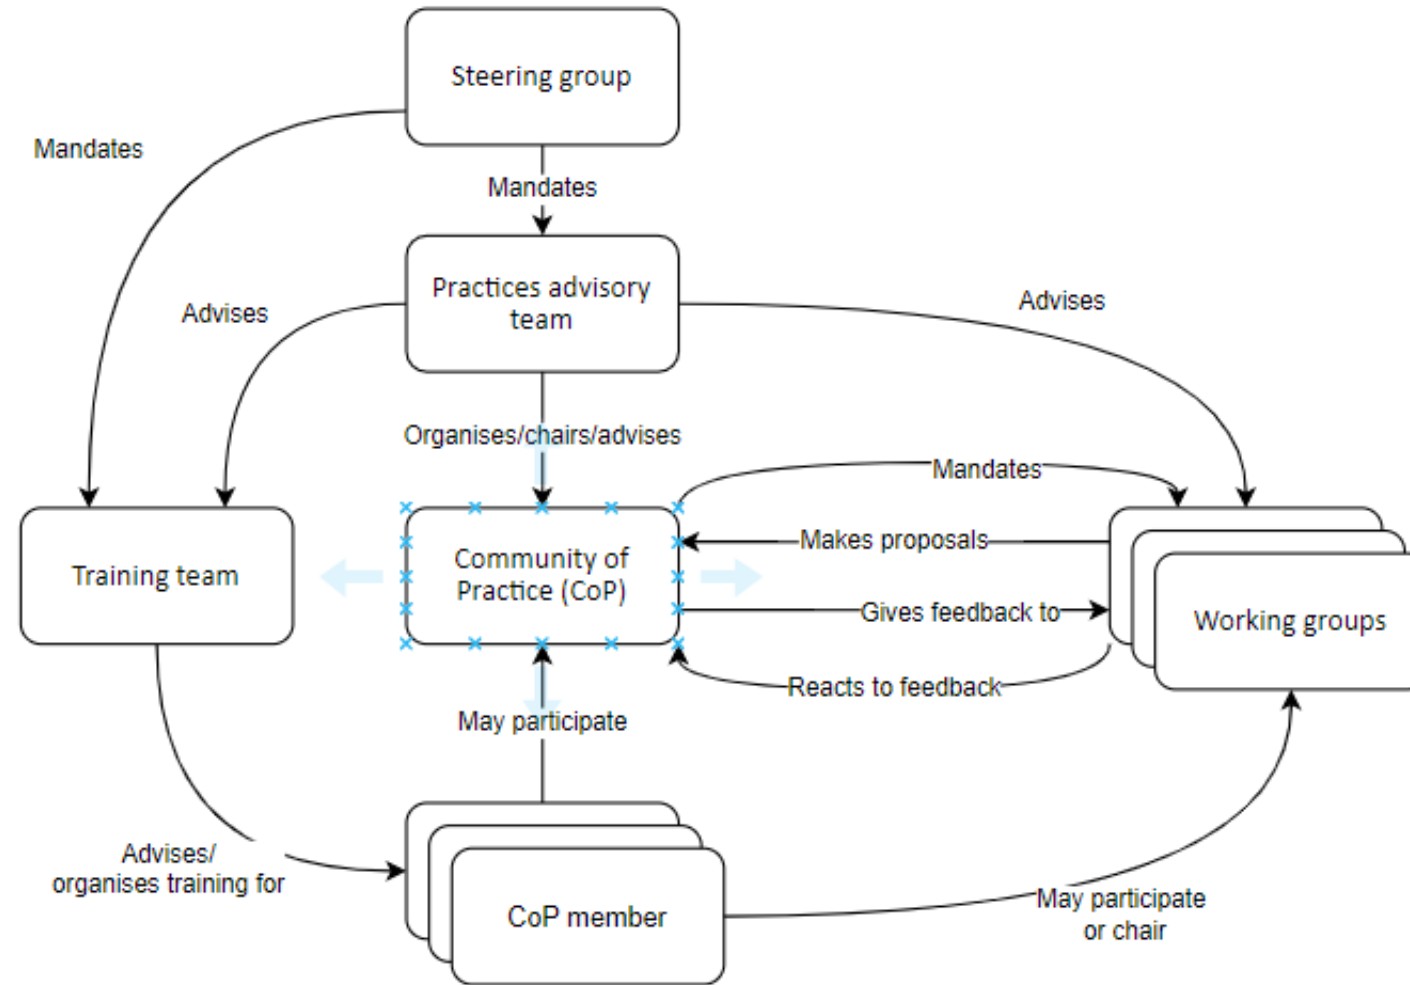 Steering group
Mandates
Mandates
Practices advisory
team
Advises
Advises
Organises/chairs/advises
Mandates
Makes proposals
Training team
Community of
Practice (CoP)
Gives feedback to
Working groups
Reacts to feedback
May participate
Advises/
organises training for
CoP member
May participate
or chair